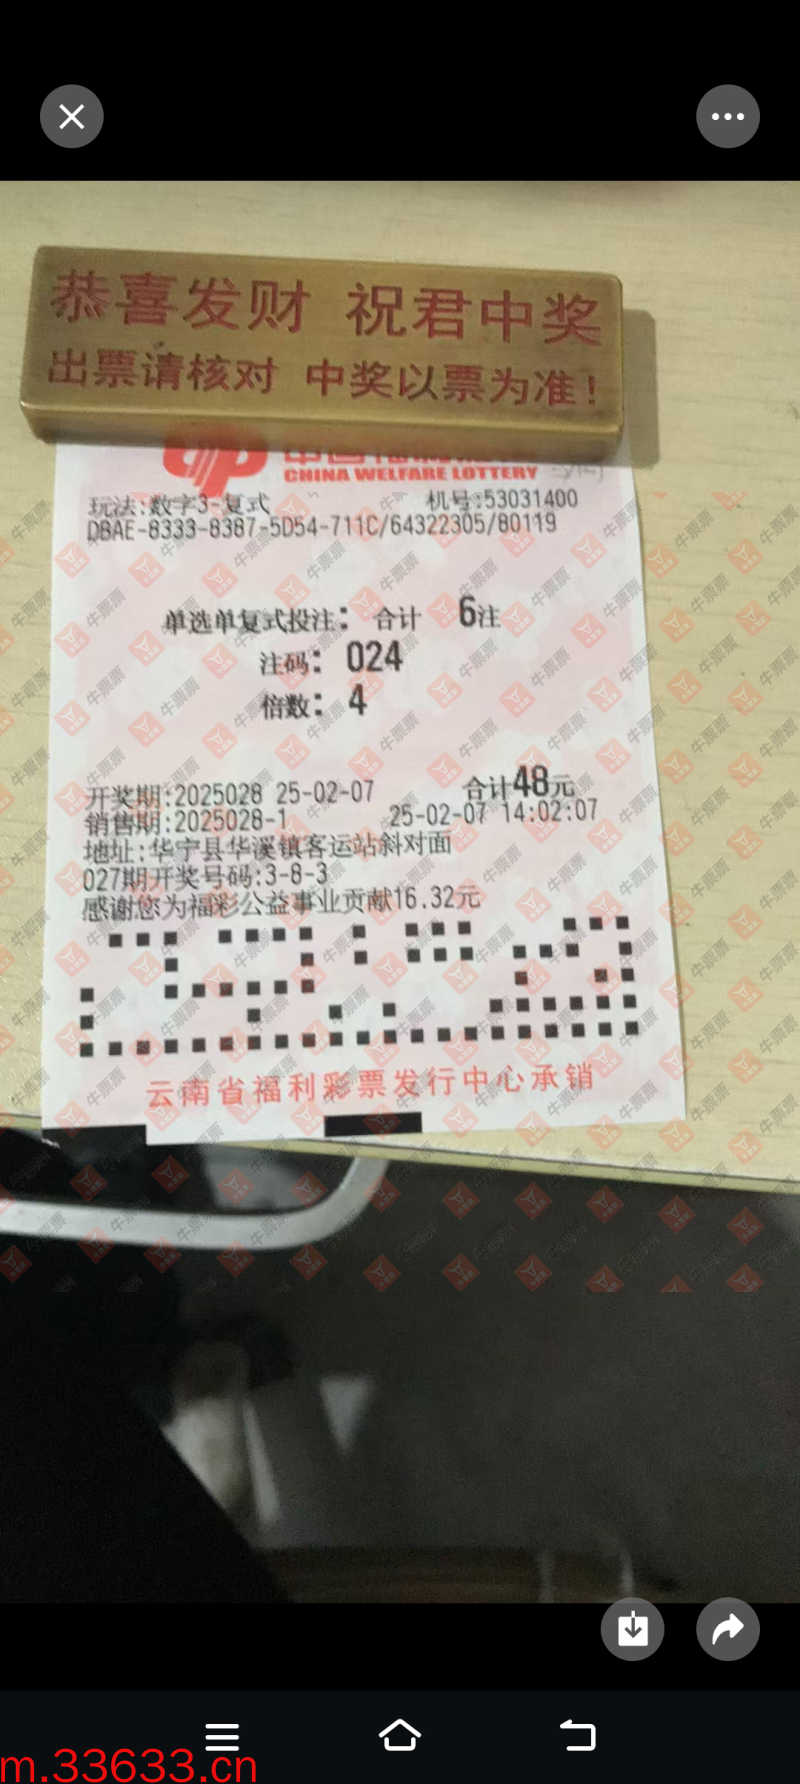 恭喜发财 祝君中奖
出票请核对 中奖以票为准!
CHINA WELFARE LOTTERY
玩法:数字3-复式 机号:53031400
DBAE-8333-8387-5D54-711C/64322305/80119
单选单复式投注: 合计 6注
注码: 024
倍数: 4
合计48元
开奖期:2025028 25-02-07
销售期:2025028-1 25-02-07 14:02:07
地址:华宁县华溪镇客运站斜对面
027期开奖号码:3-8-3
感谢您为福彩公益事业贡献16.32元
云南省福利彩票发行中心承销
牛票票
m.33633.cn